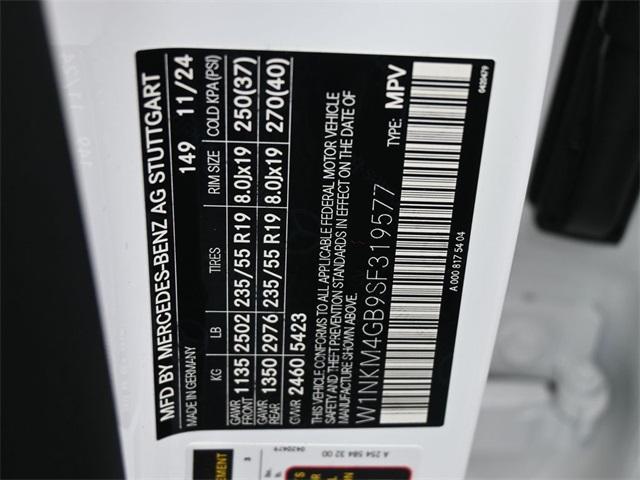 MFD BY MERCEDES-BENZ AG STUTTGART
MADE IN GERMANY 149 11/24
KG LB TIRES RIM SIZE COLD KPA(PSI)
GAWR FRONT 1135 2502 235/55 R19 8.0Jx19 250(37)
GAWR REAR 1350 2976 235/55 R19 8.0Jx19 270(40)
GVWR 2460 5423
THIS VEHICLE CONFORMS TO ALL APPLICABLE FEDERAL MOTOR VEHICLE
SAFETY AND THEFT PREVENTION STANDARDS IN EFFECT ON THE DATE OF
MANUFACTURE SHOWN ABOVE.
W1NKM4GB9SF319577 TYPE: MPV
A 000 817 54 04
0420479
A 254 584 32 00
0420479